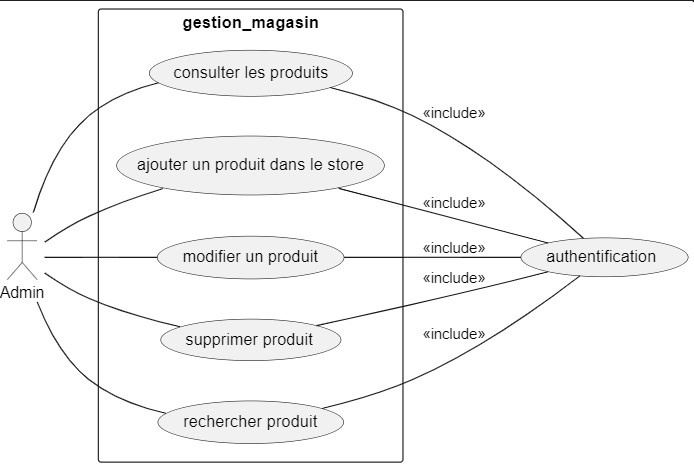 gestion_magasin
consulter les produits
«include»
ajouter un produit dans le store
«include»
modifier un produit
«include»
authentification
«include»
Admin
supprimer produit
«include»
rechercher produit